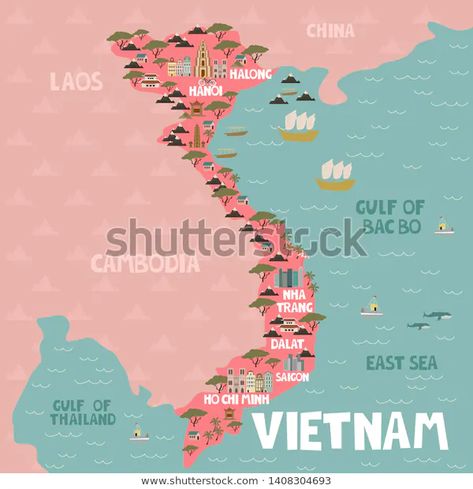 CHINA
LAOS
HALONG
HANOI
GULF OF
BAC BO
shutterstock
CAMBODIA
NHA
TRANG
DALAT
EAST SEA
SAIGON
HO CHI MINH
GULF OF
THAILAND
VIETNAM
www.shutterstock.com · 1408304693